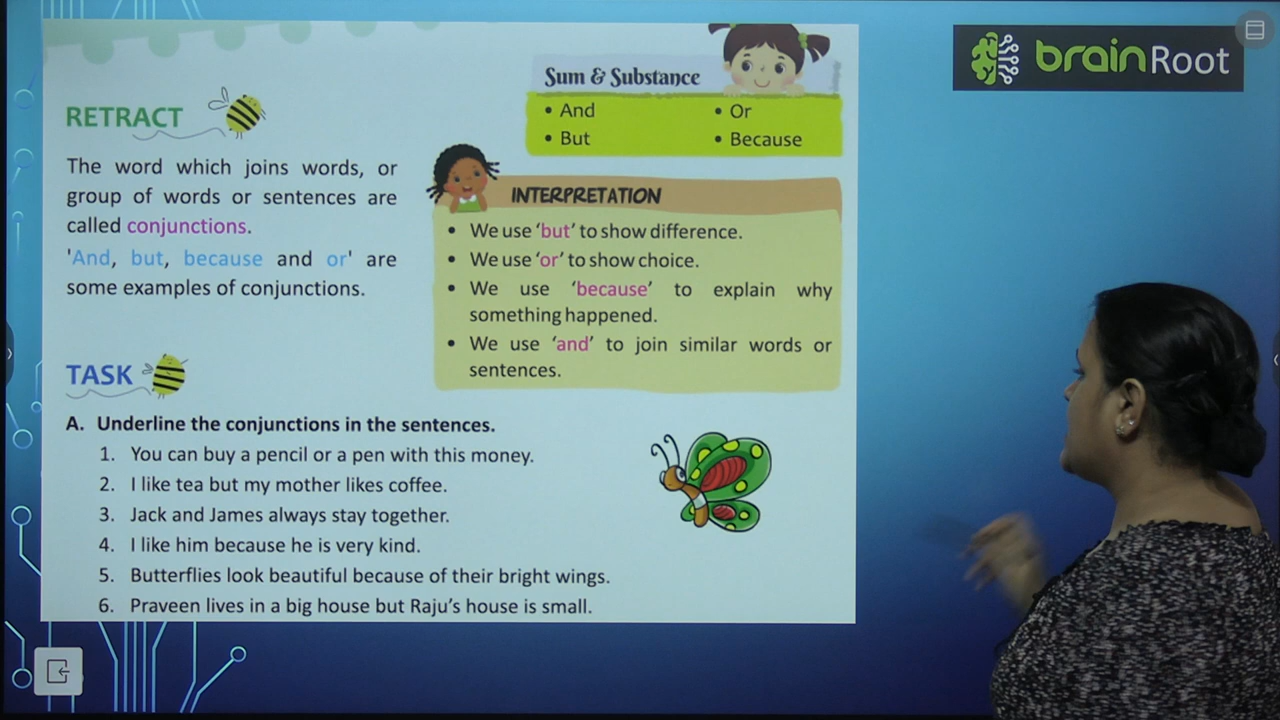 brainRoot
Sum & Substance
• And
• Or
• But
• Because
RETRACT
The word which joins words, or
group of words or sentences are
called conjunctions.
'And, but, because and or' are
some examples of conjunctions.
INTERPRETATION
• We use ‘but’ to show difference.
• We use ‘or’ to show choice.
• We use ‘because’ to explain why
something happened.
• We use ‘and’ to join similar words or
sentences.
TASK
A. Underline the conjunctions in the sentences.
1. You can buy a pencil or a pen with this money.
2. I like tea but my mother likes coffee.
3. Jack and James always stay together.
4. I like him because he is very kind.
5. Butterflies look beautiful because of their bright wings.
6. Praveen lives in a big house but Raju’s house is small.